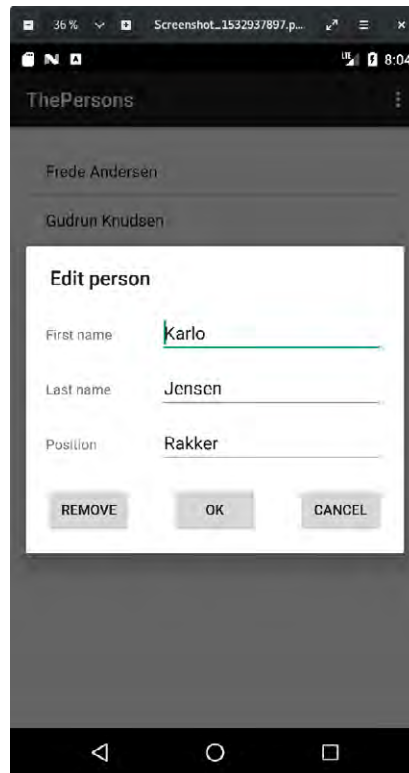 36 % Screenshot_1532937897.p...
LTE 8:04
ThePersons
Frede Andersen
Gudrun Knudsen
Edit person
First name Karlo
Last name Jensen
Position Rakker
REMOVE OK CANCEL